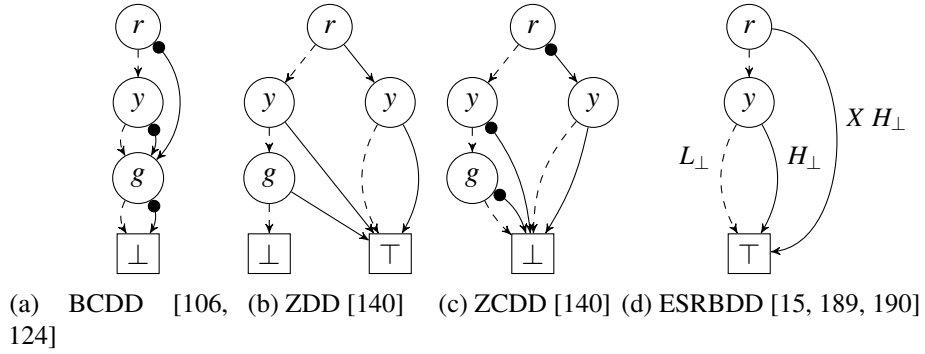 r
y
g
⊥
r
y
y
g
⊥
⊤
r
y
y
g
⊥
r
y
X H⊥
L⊥
H⊥
⊤
(a) BCDD [106, 124]
(b) ZDD [140]
(c) ZCDD [140]
(d) ESRBDD [15, 189, 190]